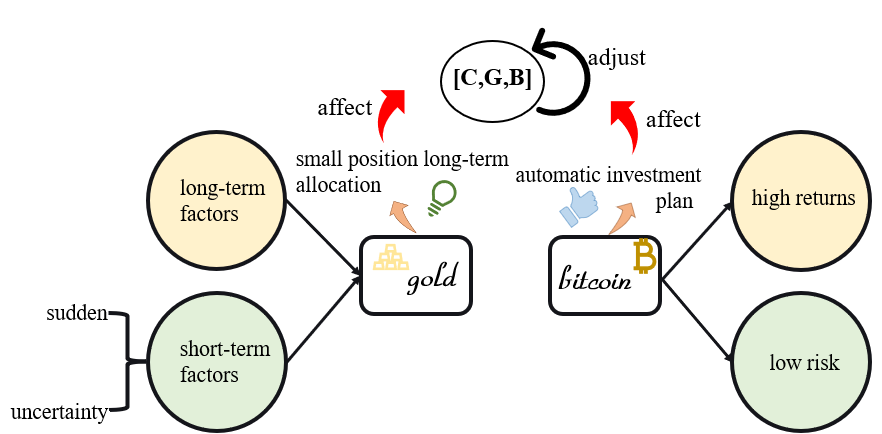 [C,G,B]
adjust
affect
affect
small position long-term
allocation
automatic investment
plan
long-term
factors
high returns
gold
bitcoin
sudden
short-term
factors
uncertainty
low risk